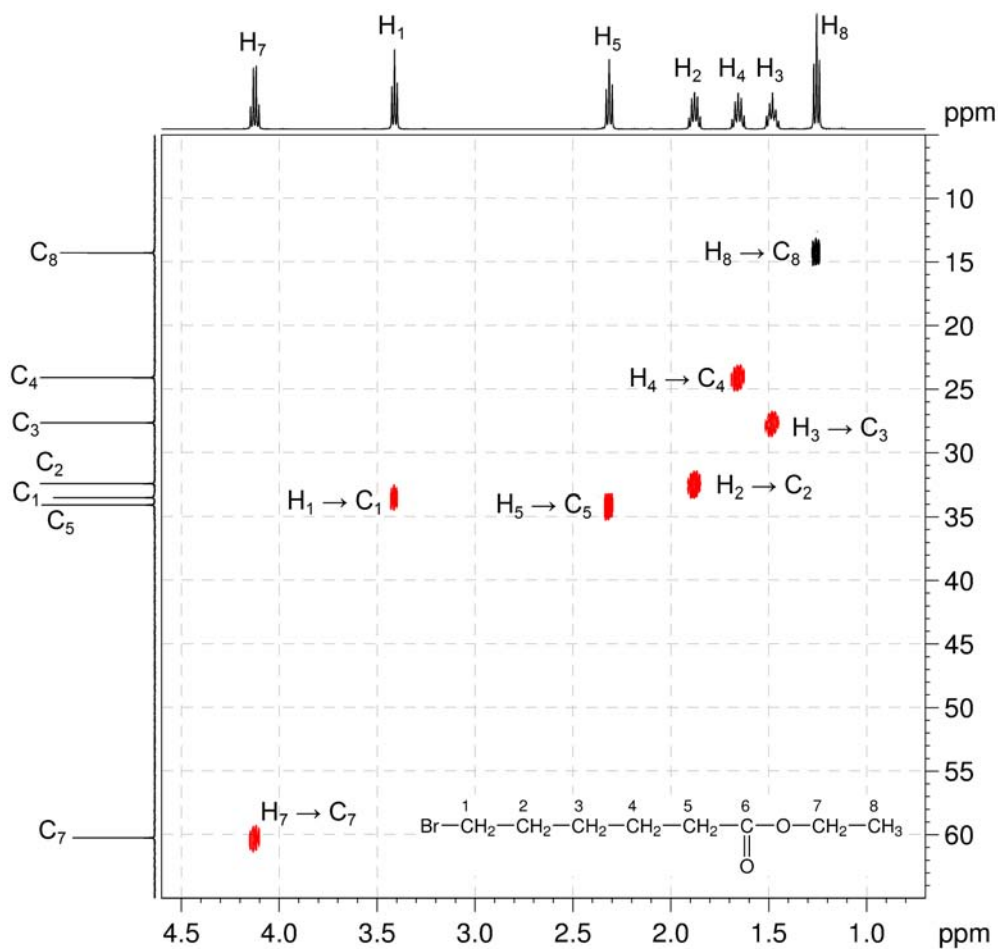 H₇ H₁ H₅ H₂ H₄ H₃ H₈
ppm
10
C₈ H₈ → C₈ 15
20
C₄ H₄ → C₄ 25
C₃ H₃ → C₃
C₂ 30
H₂ → C₂
C₁ H₁ → C₁ H₅ → C₅
C₅ 35
40
45
50
55
H₇ → C₇
1 2 3 4 5 6 7 8
C₇ Br–CH₂–CH₂–CH₂–CH₂–CH₂–C–O–CH₂–CH₃ 60
O
4.5 4.0 3.5 3.0 2.5 2.0 1.5 1.0 ppm